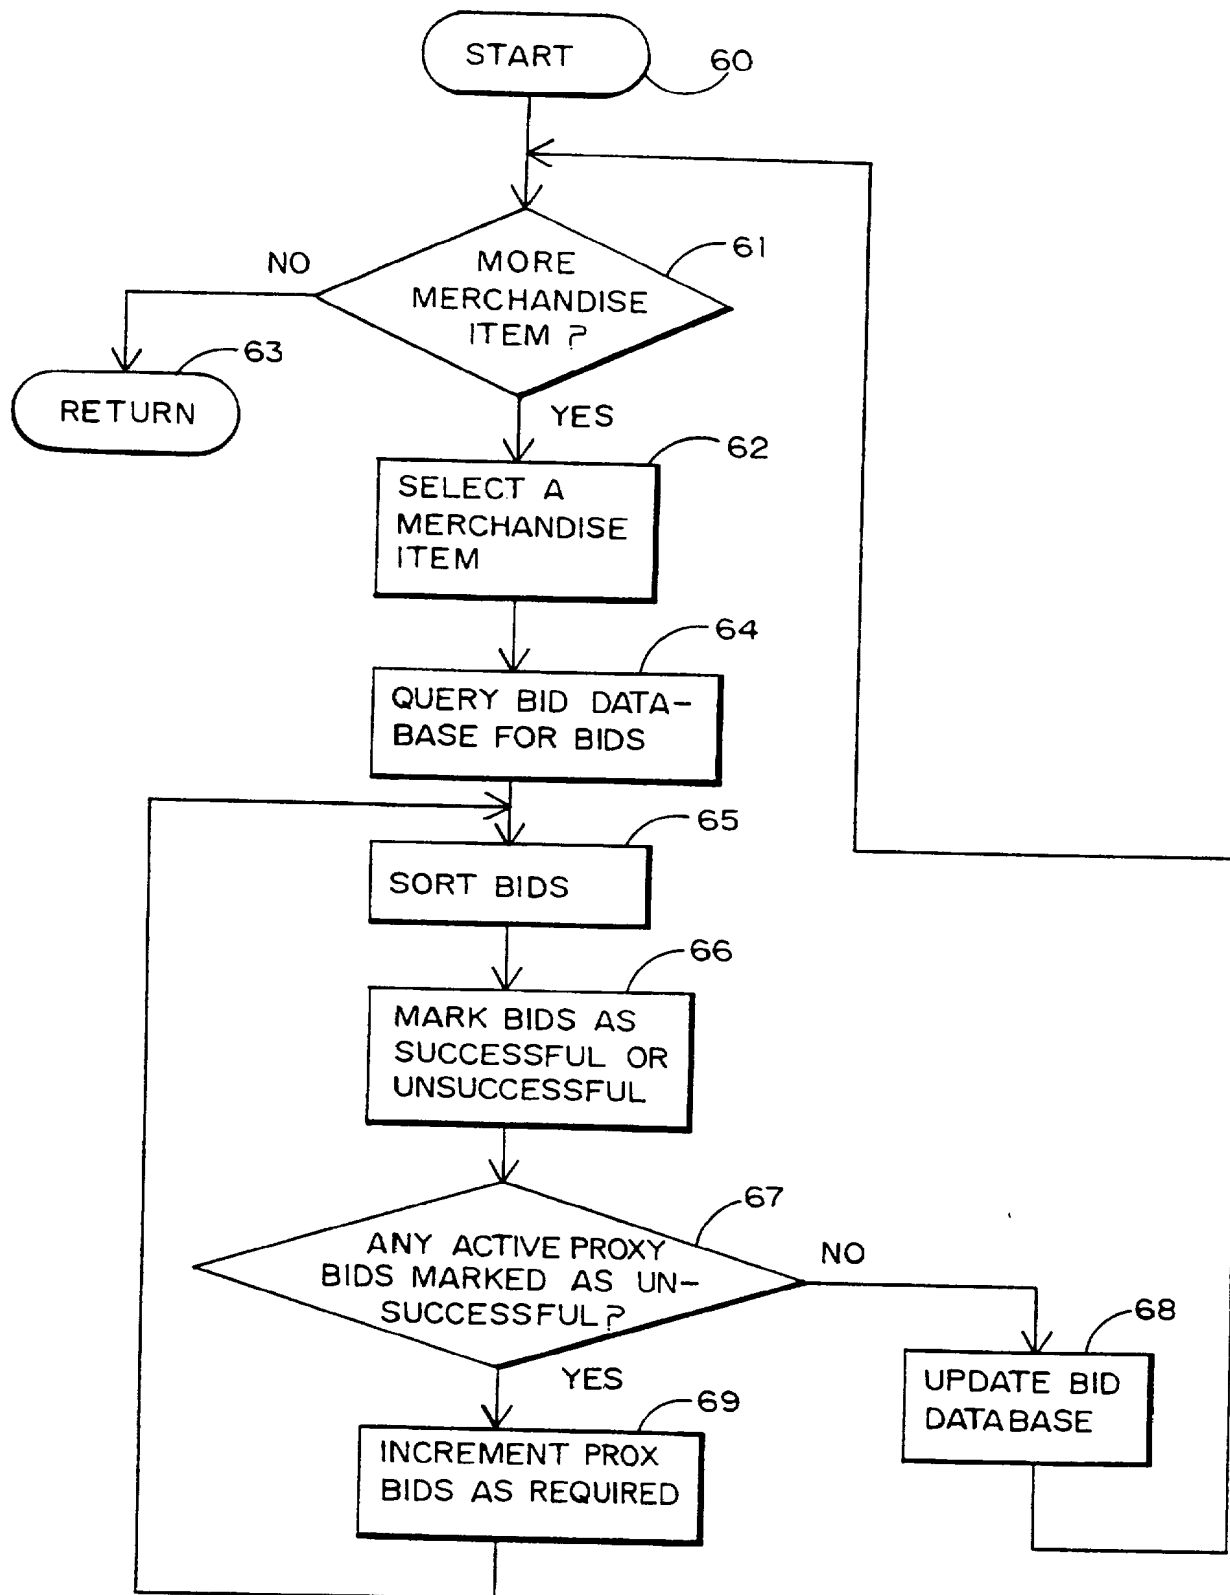 START
60
MORE
MERCHANDISE
ITEM ?
61
NO
63
RETURN
YES
62
SELECT A
MERCHANDISE
ITEM
64
QUERY BID DATA-
BASE FOR BIDS
65
SORT BIDS
66
MARK BIDS AS
SUCCESSFUL OR
UNSUCCESSFUL
67
ANY ACTIVE PROXY
BIDS MARKED AS UN-
SUCCESSFUL?
NO
68
UPDATE BID
DATABASE
YES
69
INCREMENT PROX
BIDS AS REQUIRED